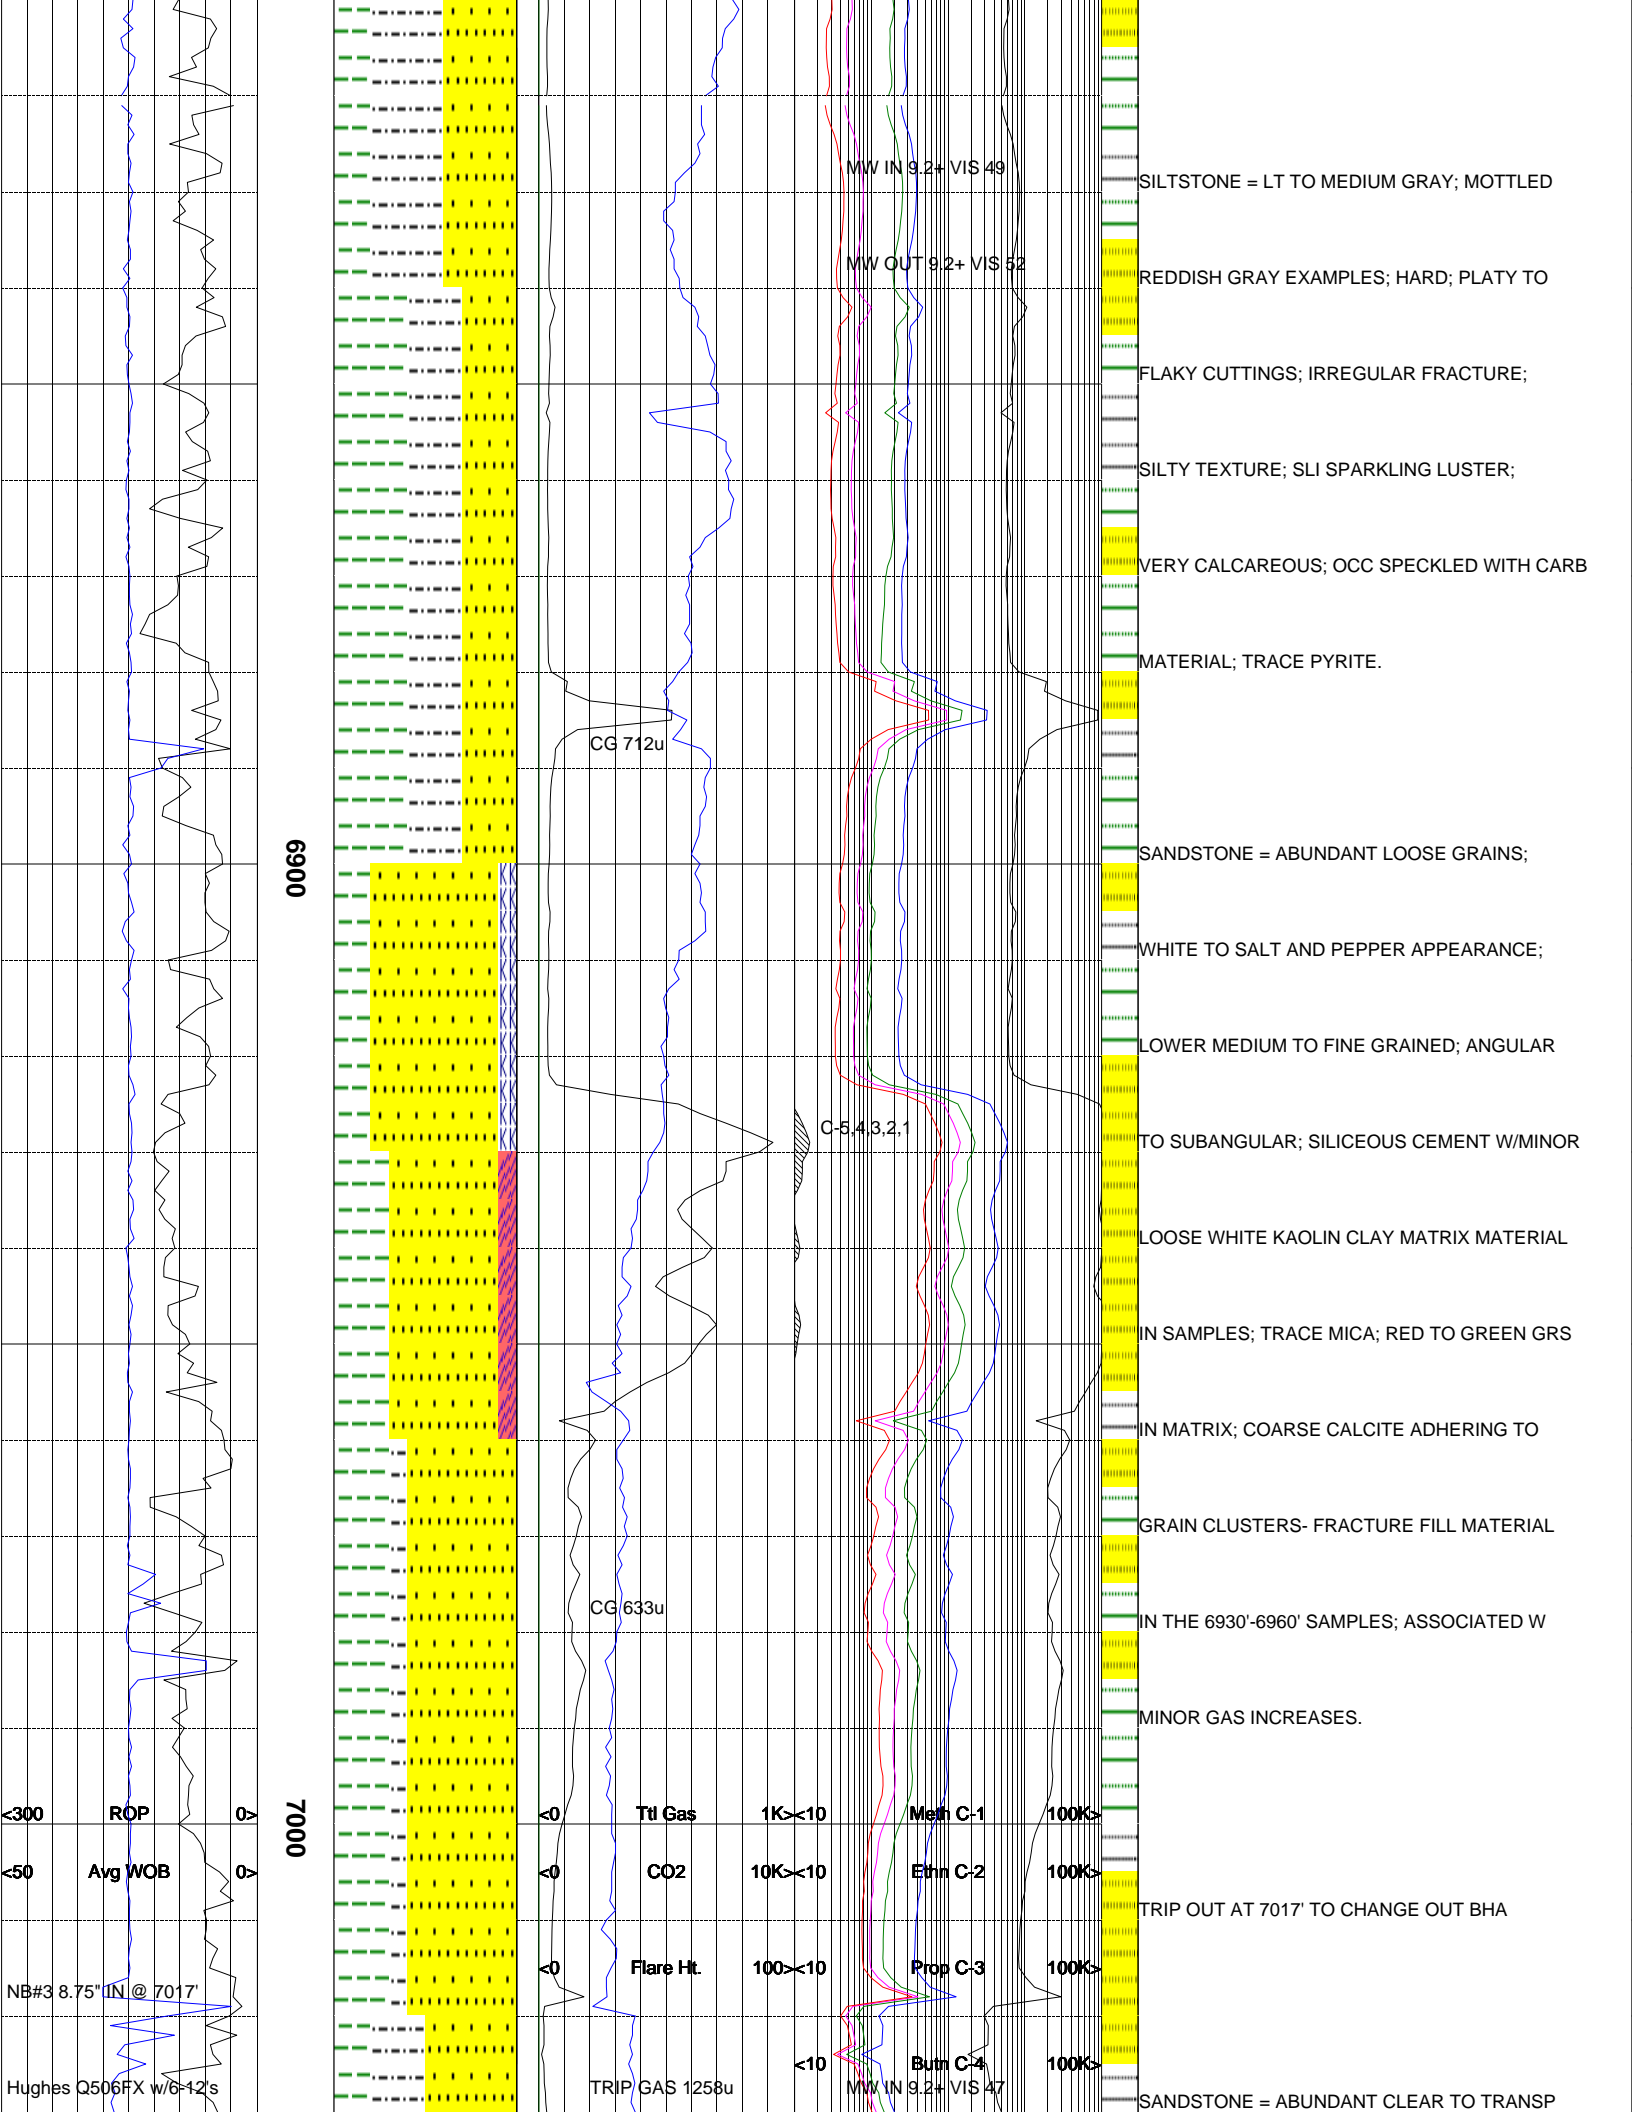 MW IN 9.2+ VIS 49
SILTSTONE = LT TO MEDIUM GRAY; MOTTLED
MW OUT 9.2+ VIS 52
REDDISH GRAY EXAMPLES; HARD; PLATY TO
FLAKY CUTTINGS; IRREGULAR FRACTURE;
SILTY TEXTURE; SLI SPARKLING LUSTER;
VERY CALCAREOUS; OCC SPECKLED WITH CARB
MATERIAL; TRACE PYRITE.
CG 712u
6900
SANDSTONE = ABUNDANT LOOSE GRAINS;
WHITE TO SALT AND PEPPER APPEARANCE;
LOWER MEDIUM TO FINE GRAINED; ANGULAR
C-5,4,3,2,1
TO SUBANGULAR; SILICEOUS CEMENT W/MINOR
LOOSE WHITE KAOLIN CLAY MATRIX MATERIAL
IN SAMPLES; TRACE MICA; RED TO GREEN GRS
IN MATRIX; COARSE CALCITE ADHERING TO
GRAIN CLUSTERS- FRACTURE FILL MATERIAL
CG 633u
IN THE 6930'-6960' SAMPLES; ASSOCIATED W
MINOR GAS INCREASES.
7000
<300 ROP 0> <0 Ttl Gas 1K> <10 Meth C-1 100K>
<50 Avg WOB 0> <0 CO2 10K> <10 Ethn C-2 100K>
TRIP OUT AT 7017' TO CHANGE OUT BHA
<0 Flare Ht. 100> <10 Prop C-3 100K>
NB#3 8.75" IN @ 7017'
<10 Butn C-4 100K>
Hughes Q506FX w/6-12's
TRIP GAS 1258u
MW IN 9.2+ VIS 47
SANDSTONE = ABUNDANT CLEAR TO TRANSP